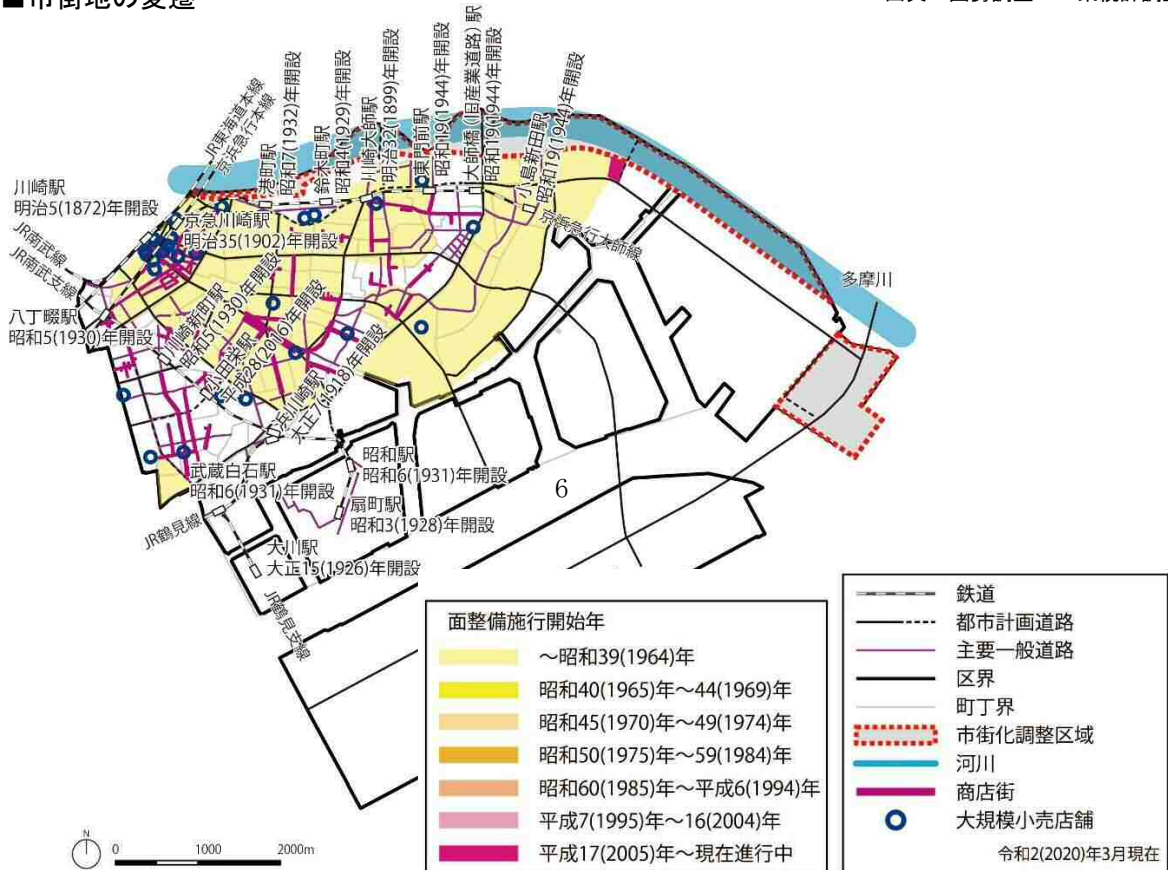 ■市街地の変遷
JR東海道本線
京浜急行本線
港町駅
昭和7(1932)年開設
鈴木町駅
昭和4(1929)年開設
川崎大師駅
明治32(1899)年開設
東門前駅
昭和19(1944)年開設
大師橋(旧産業道路)駅
昭和19(1944)年開設
小島新田駅
昭和19(1944)年開設
川崎駅
明治5(1872)年開設
京急川崎駅
明治35(1902)年開設
京浜急行大師線
JR南武線
JR南武支線
多摩川
八丁畷駅
昭和5(1930)年開設
川崎新町駅
昭和5(1930)年開設
小田栄駅
平成28(2016)年開設
浜川崎駅
大正7(1918)年開設
武蔵白石駅
昭和6(1931)年開設
昭和駅
昭和6(1931)年開設
6
扇町駅
昭和3(1928)年開設
JR鶴見線
大川駅
大正15(1926)年開設
JR鶴見支線
面整備施行開始年
～昭和39(1964)年
昭和40(1965)年～44(1969)年
昭和45(1970)年～49(1974)年
昭和50(1975)年～59(1984)年
昭和60(1985)年～平成6(1994)年
平成7(1995)年～16(2004)年
平成17(2005)年～現在進行中
鉄道
都市計画道路
主要一般道路
区界
町丁界
市街化調整区域
河川
商店街
大規模小売店舗
令和2(2020)年3月現在
N
0 1000 2000m